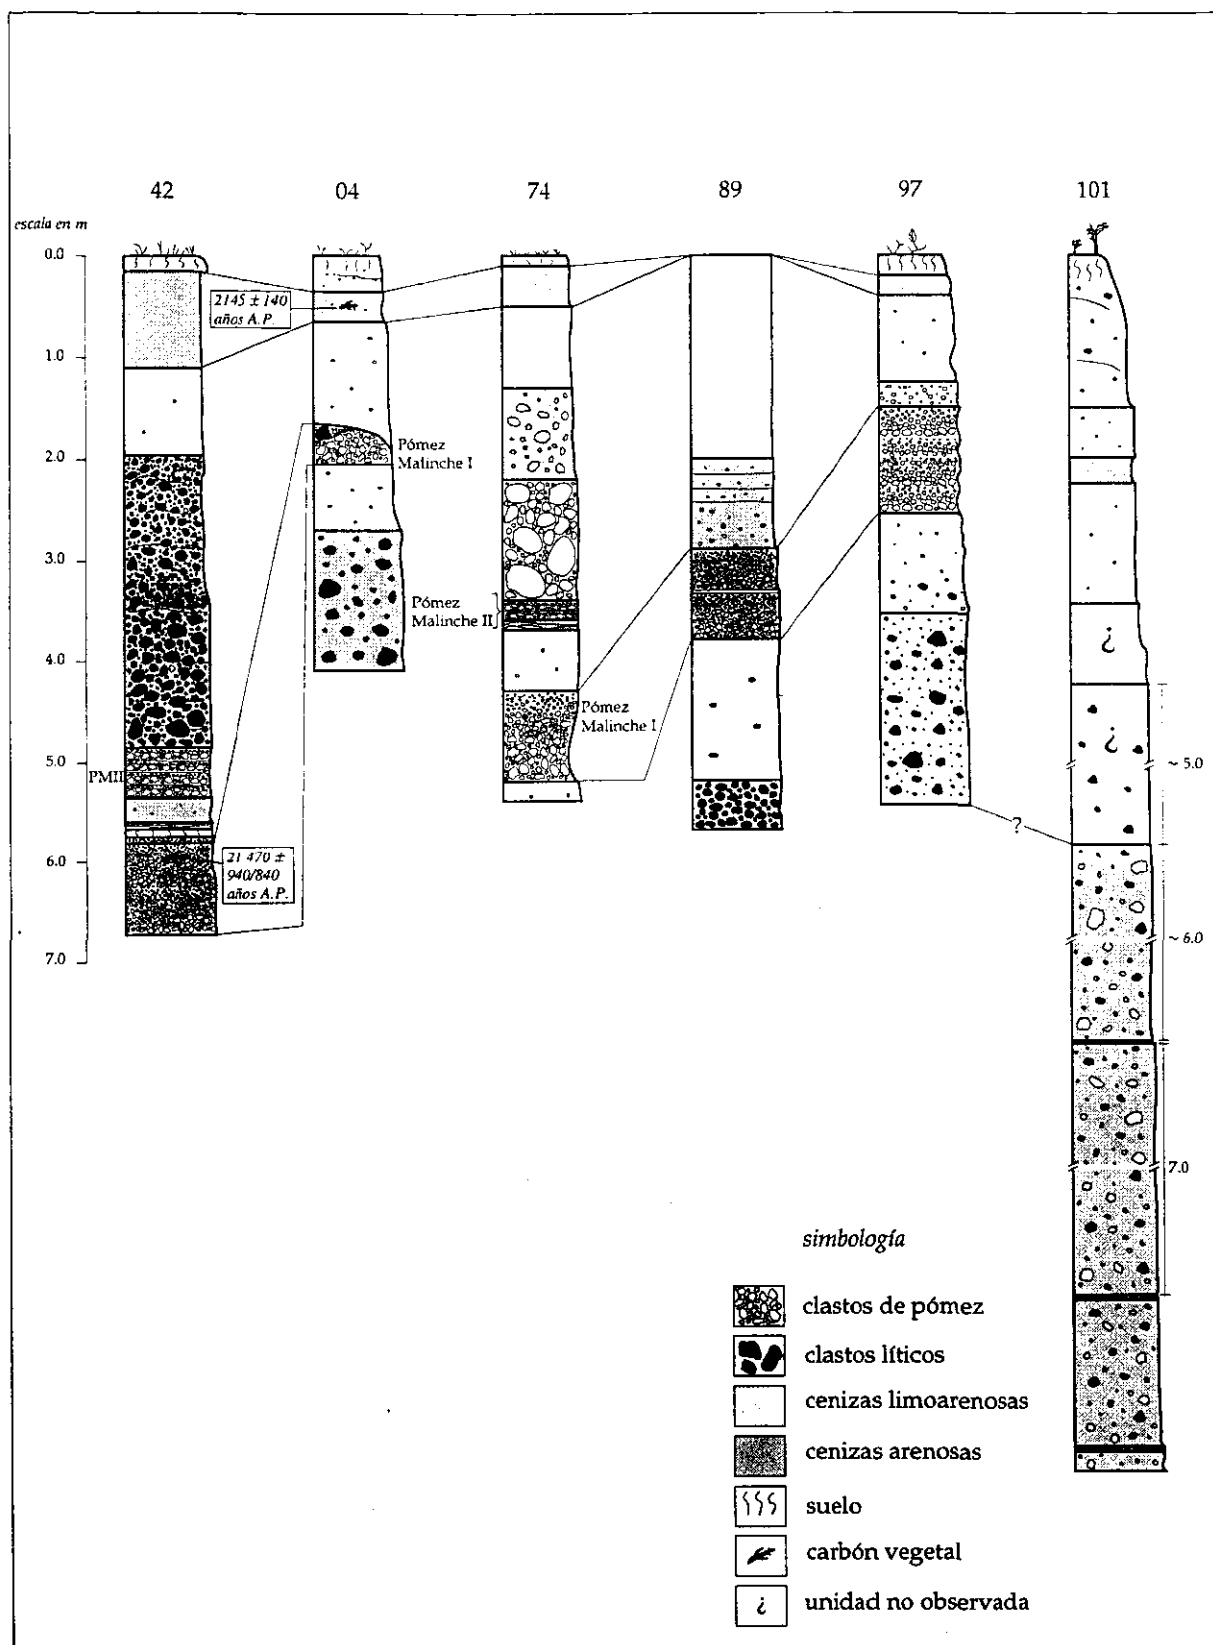 42 04 74 89 97 101
escala en m
0.0
1.0
2.0
3.0
4.0
5.0
6.0
7.0
2145 ± 140
años A.P.
Pómez
Malinche I
Pómez
Malinche II
Pómez
Malinche I
PMII
21 470 ±
940/840
años A.P.
?
¿
¿
~5.0
~6.0
7.0
simbología
clastos de pómez
clastos líticos
cenizas limoarenosas
cenizas arenosas
suelo
carbón vegetal
¿ unidad no observada